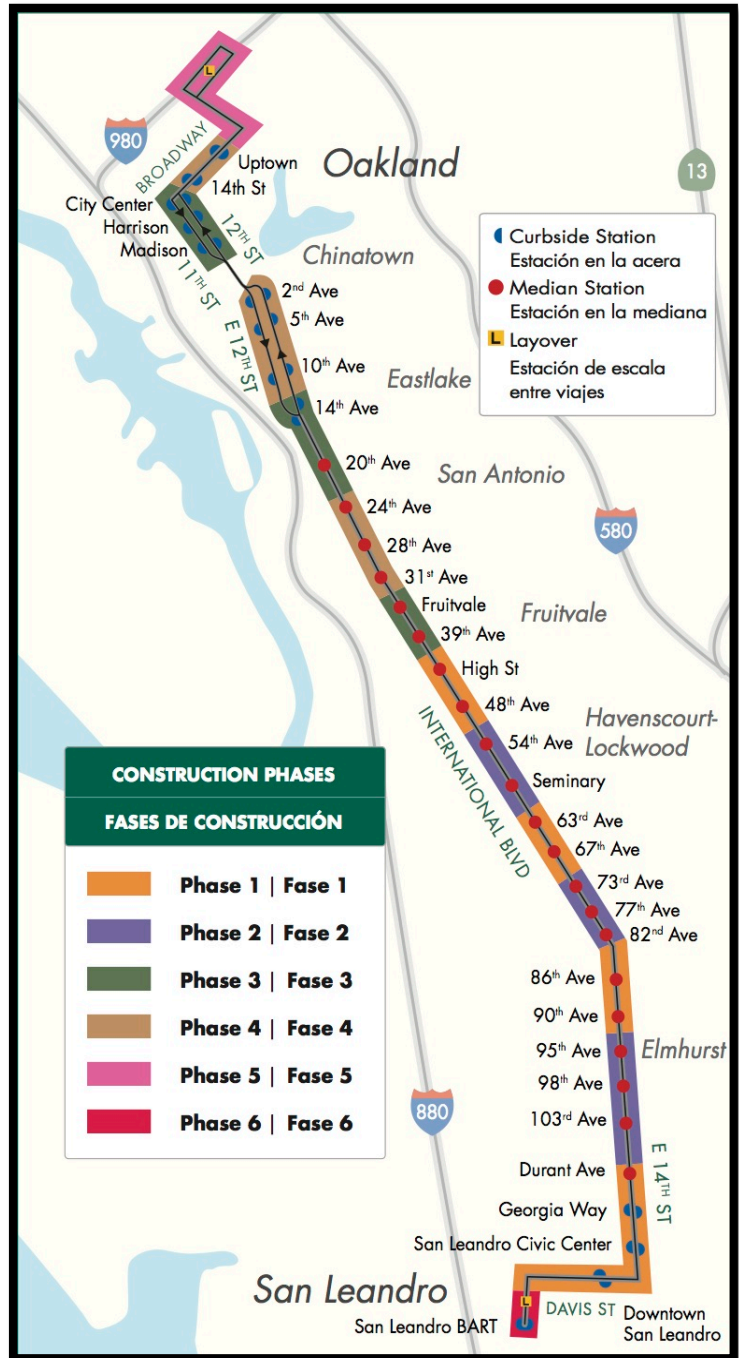 980
BROADWAY
Uptown
14th St
Oakland
13
City Center
Harrison
Madison
12TH ST
11TH ST
Chinatown
Curbside Station
Estación en la acera
Median Station
Estación en la mediana
L Layover
Estación de escala
entre viajes
L
2nd Ave
5th Ave
E 12TH ST
10th Ave
Eastlake
14th Ave
20th Ave
San Antonio
24th Ave
580
28th Ave
31st Ave
Fruitvale
Fruitvale
39th Ave
High St
48th Ave
Havenscourt-
Lockwood
54th Ave
INTERNATIONAL BLVD
Seminary
63rd Ave
67th Ave
73rd Ave
77th Ave
82nd Ave
CONSTRUCTION PHASES
FASES DE CONSTRUCCIÓN
Phase 1 | Fase 1
Phase 2 | Fase 2
Phase 3 | Fase 3
Phase 4 | Fase 4
Phase 5 | Fase 5
Phase 6 | Fase 6
86th Ave
90th Ave
95th Ave
Elmhurst
98th Ave
880
103rd Ave
E 14TH ST
Durant Ave
Georgia Way
San Leandro Civic Center
San Leandro
L
DAVIS ST
Downtown
San Leandro
San Leandro BART